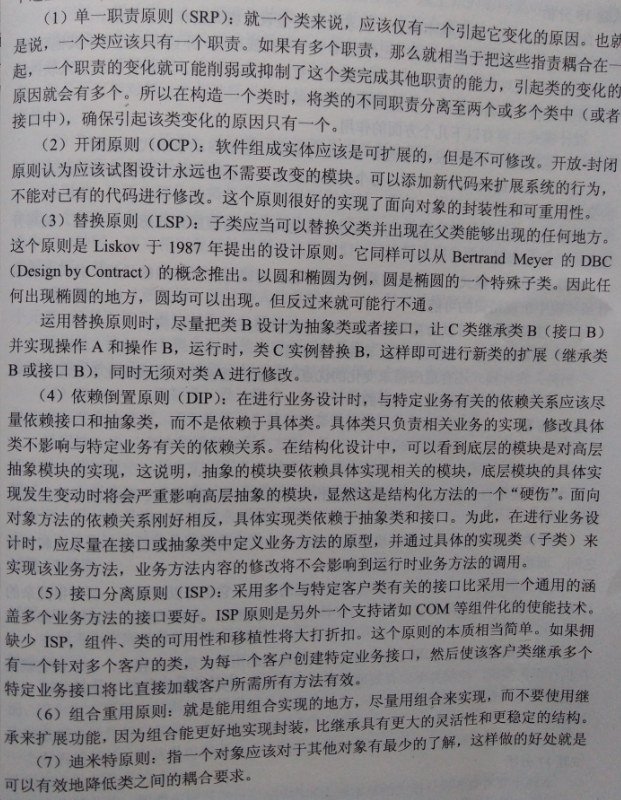 （1）单一职责原则（SRP）：就一个类来说，应该仅有一个引起它变化的原因。也就
是说，一个类应该只有一个职责。如果有多个职责，那么就相当于把这些指责耦合在一
起，一个职责的变化就可能削弱或抑制了这个类完成其他职责的能力，引起类的变化的
原因就会有多个。所以在构造一个类时，将类的不同职责分离至两个或多个类中（或者
接口中），确保引起该类变化的原因只有一个。
（2）开闭原则（OCP）：软件组成实体应该是可扩展的，但是不可修改。开放-封闭
原则认为应该试图设计永远也不需要改变的模块。可以添加新代码来扩展系统的行为，
不能对已有的代码进行修改。这个原则很好的实现了面向对象的封装性和可重用性。
（3）替换原则（LSP）：子类应当可以替换父类并出现在父类能够出现的任何地方。
这个原则是 Liskov 于 1987 年提出的设计原则。它同样可以从 Bertrand Meyer 的 DBC
（Design by Contract）的概念推出。以圆和椭圆为例，圆是椭圆的一个特殊子类。因此任
何出现椭圆的地方，圆均可以出现。但反过来就可能行不通。
运用替换原则时，尽量把类 B 设计为抽象类或者接口，让 C 类继承类 B（接口 B）
并实现操作 A 和操作 B，运行时，类 C 实例替换 B，这样即可进行新类的扩展（继承类
B 或接口 B），同时无须对类 A 进行修改。
（4）依赖倒置原则（DIP）：在进行业务设计时，与特定业务有关的依赖关系应该尽
量依赖接口和抽象类，而不是依赖于具体类。具体类只负责相关业务的实现，修改具体
类不影响与特定业务有关的依赖关系。在结构化设计中，可以看到底层的模块是对高层
抽象模块的实现，这说明，抽象的模块要依赖具体实现相关的模块，底层模块的具体实
现发生变动时将会严重影响高层抽象的模块，显然这是结构化方法的一个“硬伤”。面向
对象方法的依赖关系刚好相反，具体实现类依赖于抽象类和接口。为此，在进行业务设
计时，应尽量在接口或抽象类中定义业务方法的原型，并通过具体的实现类（子类）来
实现该业务方法，业务方法内容的修改将不会影响到运行时业务方法的调用。
（5）接口分离原则（ISP）：采用多个与特定客户类有关的接口比采用一个通用的涵
盖多个业务方法的接口要好。ISP 原则是另外一个支持诸如 COM 等组件化的使能技术。
缺少 ISP，组件、类的可用性和移植性将大打折扣。这个原则的本质相当简单。如果拥
有一个针对多个客户的类，为每一个客户创建特定业务接口，然后使该客户类继承多个
特定业务接口将比直接加载客户所需所有方法有效。
（6）组合重用原则：就是能用组合实现的地方，尽量用组合来实现，而不要使用继
承来扩展功能，因为组合能更好地实现封装，比继承具有更大的灵活性和更稳定的结构。
（7）迪米特原则：指一个对象应该对于其他对象有最少的了解，这样做的好处就是
可以有效地降低类之间的耦合要求。